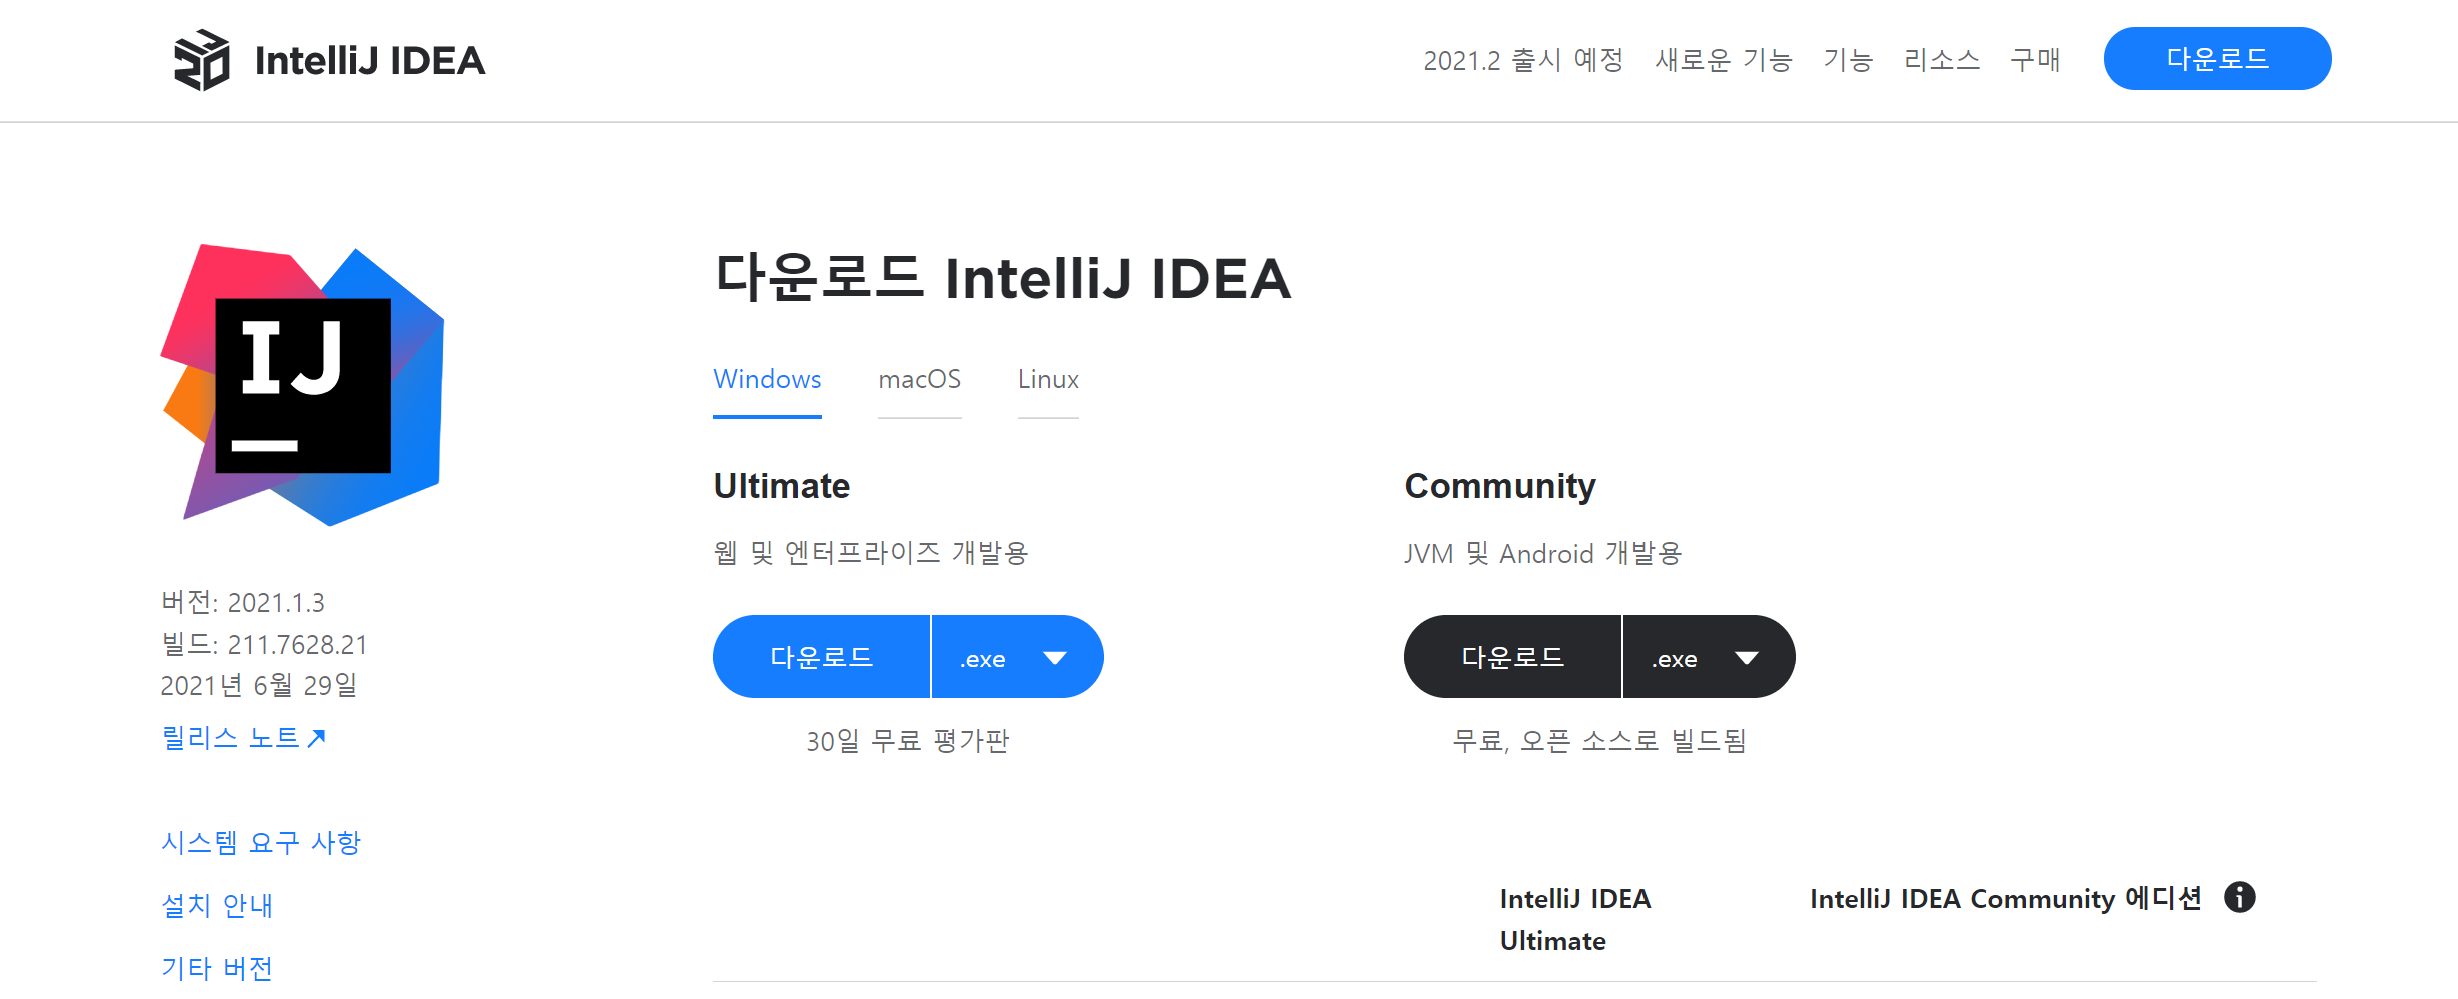 IntelliJ IDEA
2021.2 출시 예정 새로운 기능 기능 리소스 구매 다운로드
IJ
다운로드 IntelliJ IDEA
Windows macOS Linux
Ultimate
웹 및 엔터프라이즈 개발용
다운로드 .exe
30일 무료 평가판
Community
JVM 및 Android 개발용
다운로드 .exe
무료, 오픈 소스로 빌드됨
버전: 2021.1.3
빌드: 211.7628.21
2021년 6월 29일
릴리스 노트
시스템 요구 사항
설치 안내
기타 버전
IntelliJ IDEA
Ultimate
IntelliJ IDEA Community 에디션